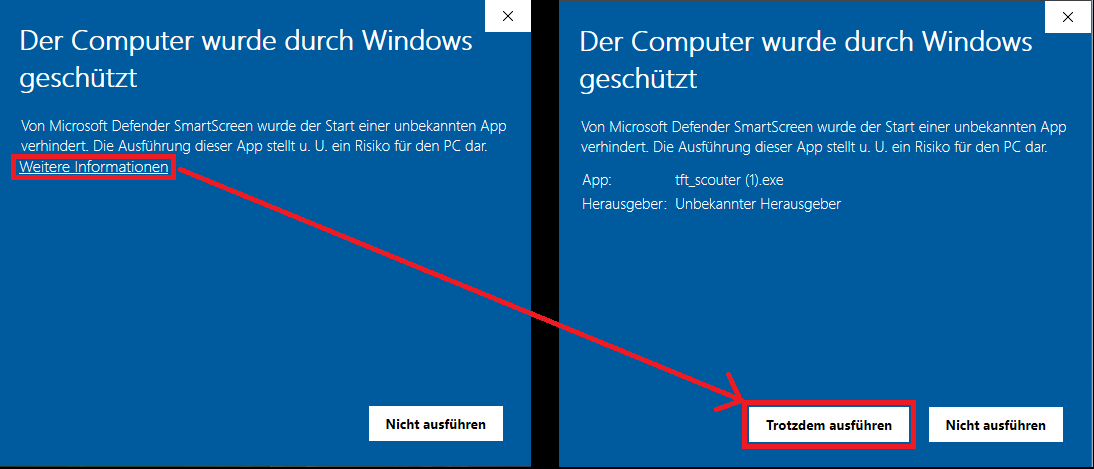 Der Computer wurde durch Windows
geschützt
Von Microsoft Defender SmartScreen wurde der Start einer unbekannten App
verhindert. Die Ausführung dieser App stellt u. U. ein Risiko für den PC dar.
Weitere Informationen
Nicht ausführen
Der Computer wurde durch Windows
geschützt
Von Microsoft Defender SmartScreen wurde der Start einer unbekannten App
verhindert. Die Ausführung dieser App stellt u. U. ein Risiko für den PC dar.
App: tft_scouter (1).exe
Herausgeber: Unbekannter Herausgeber
Trotzdem ausführen
Nicht ausführen